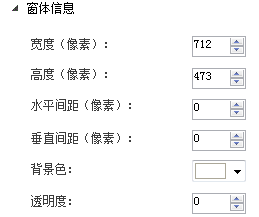 窗体信息
宽度（像素）： 712
高度（像素）： 473
水平间距（像素）： 0
垂直间距（像素）： 0
背景色：
透明度： 0